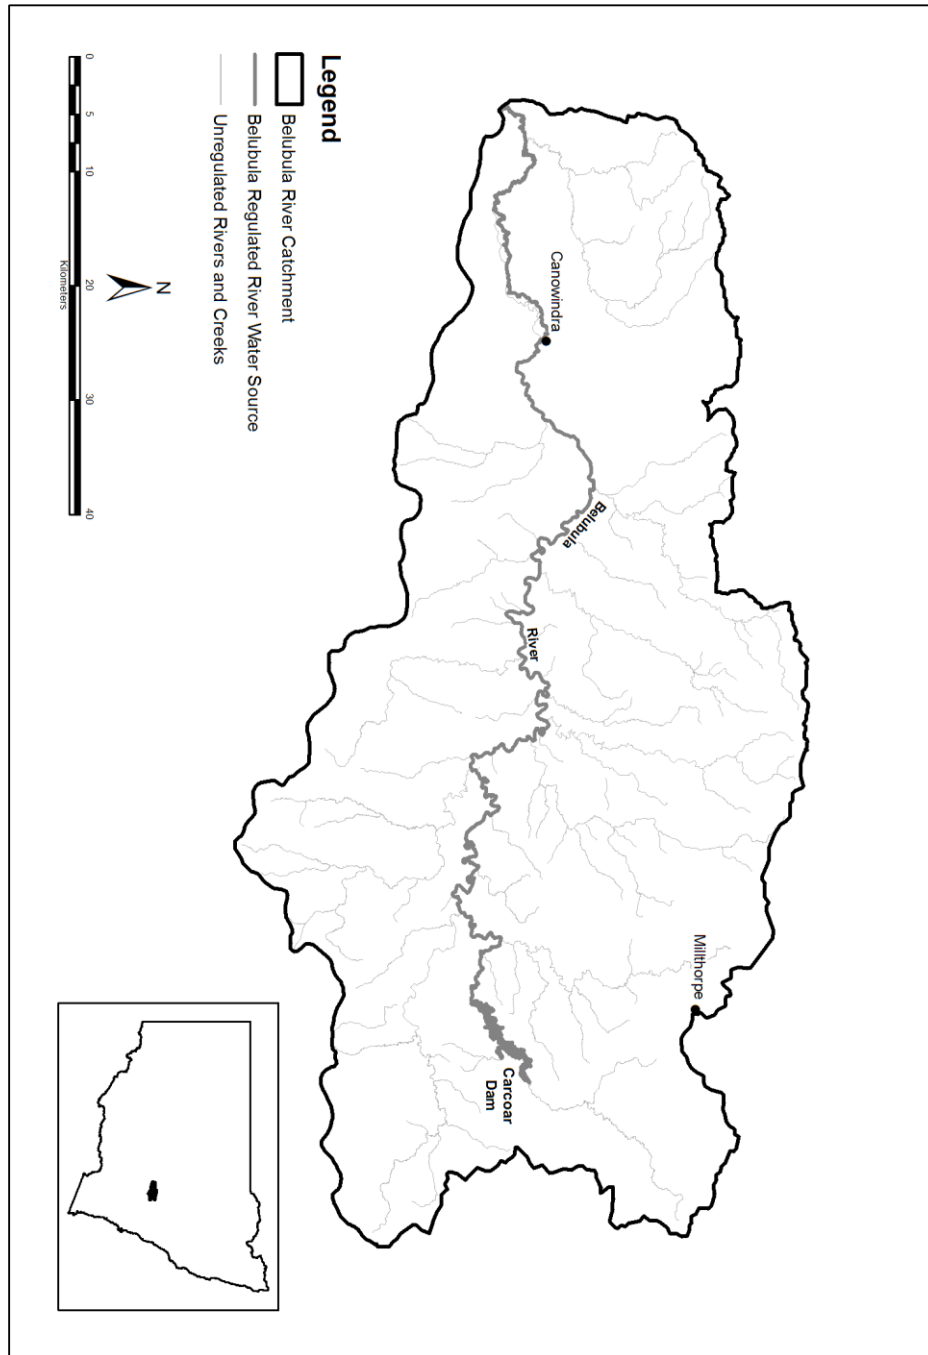 Millthorpe
Canowindra
Belubula
River
Carcoar
Dam
Legend
Belubula River Catchment
Belubula Regulated River Water Source
Unregulated Rivers and Creeks
N
0 5 10 20 30 40
Kilometers